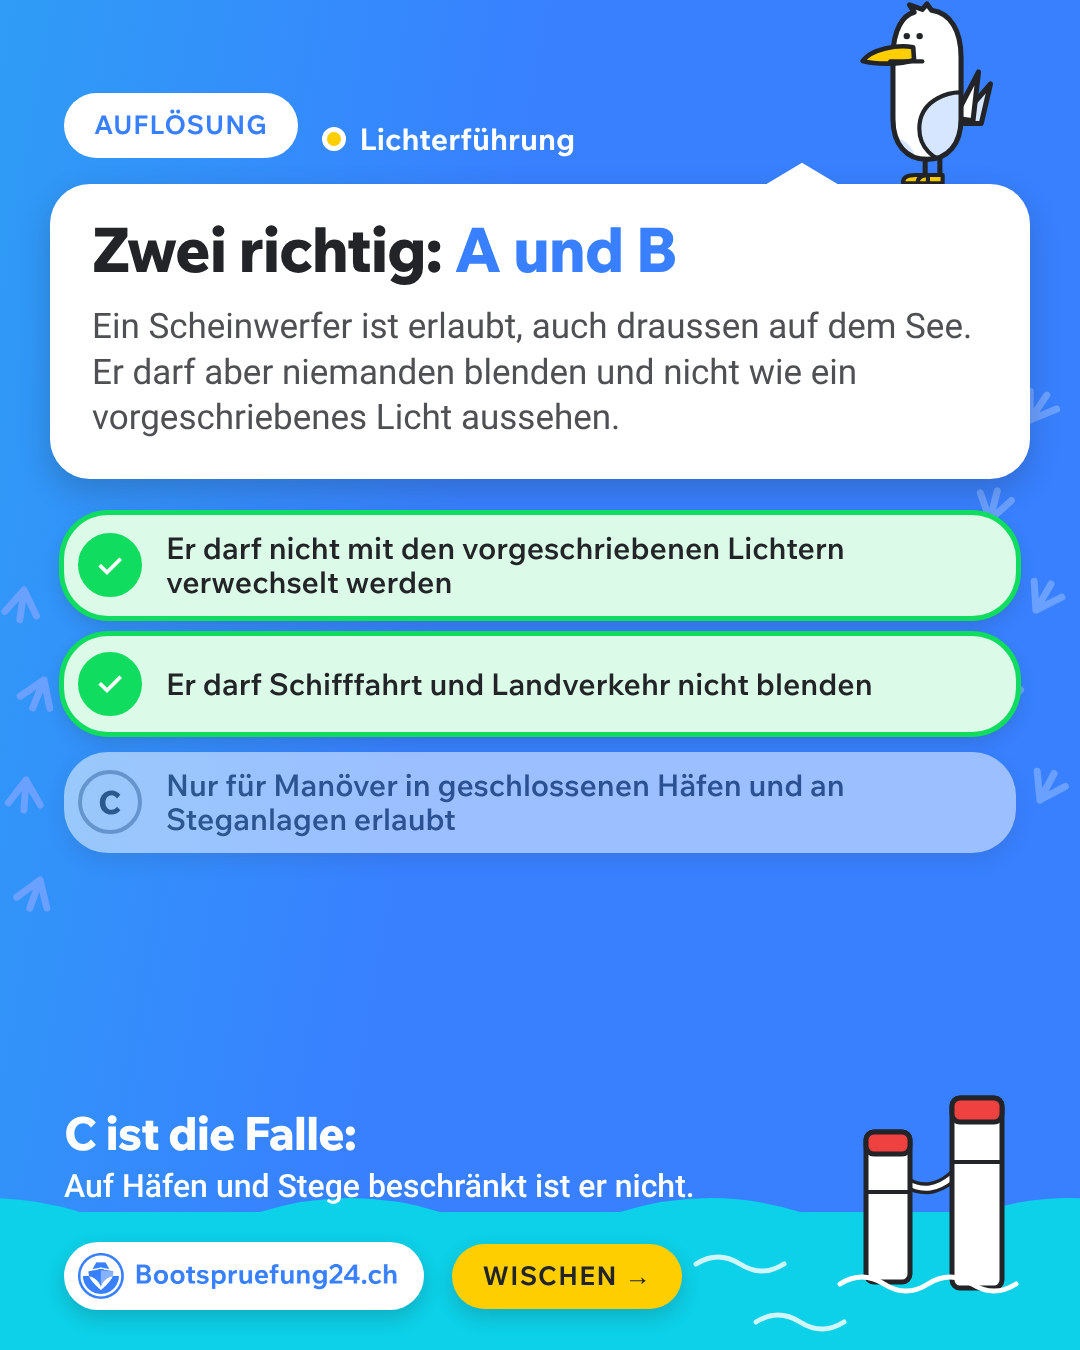 AUFLÖSUNG
Lichterführung
Zwei richtig: A und B
Ein Scheinwerfer ist erlaubt, auch draussen auf dem See.
Er darf aber niemanden blenden und nicht wie ein
vorgeschriebenes Licht aussehen.
Er darf nicht mit den vorgeschriebenen Lichtern
verwechselt werden
Er darf Schifffahrt und Landverkehr nicht blenden
C
Nur für Manöver in geschlossenen Häfen und an
Steganlagen erlaubt
C ist die Falle:
Auf Häfen und Stege beschränkt ist er nicht.
Bootspruefung24.ch
WISCHEN →